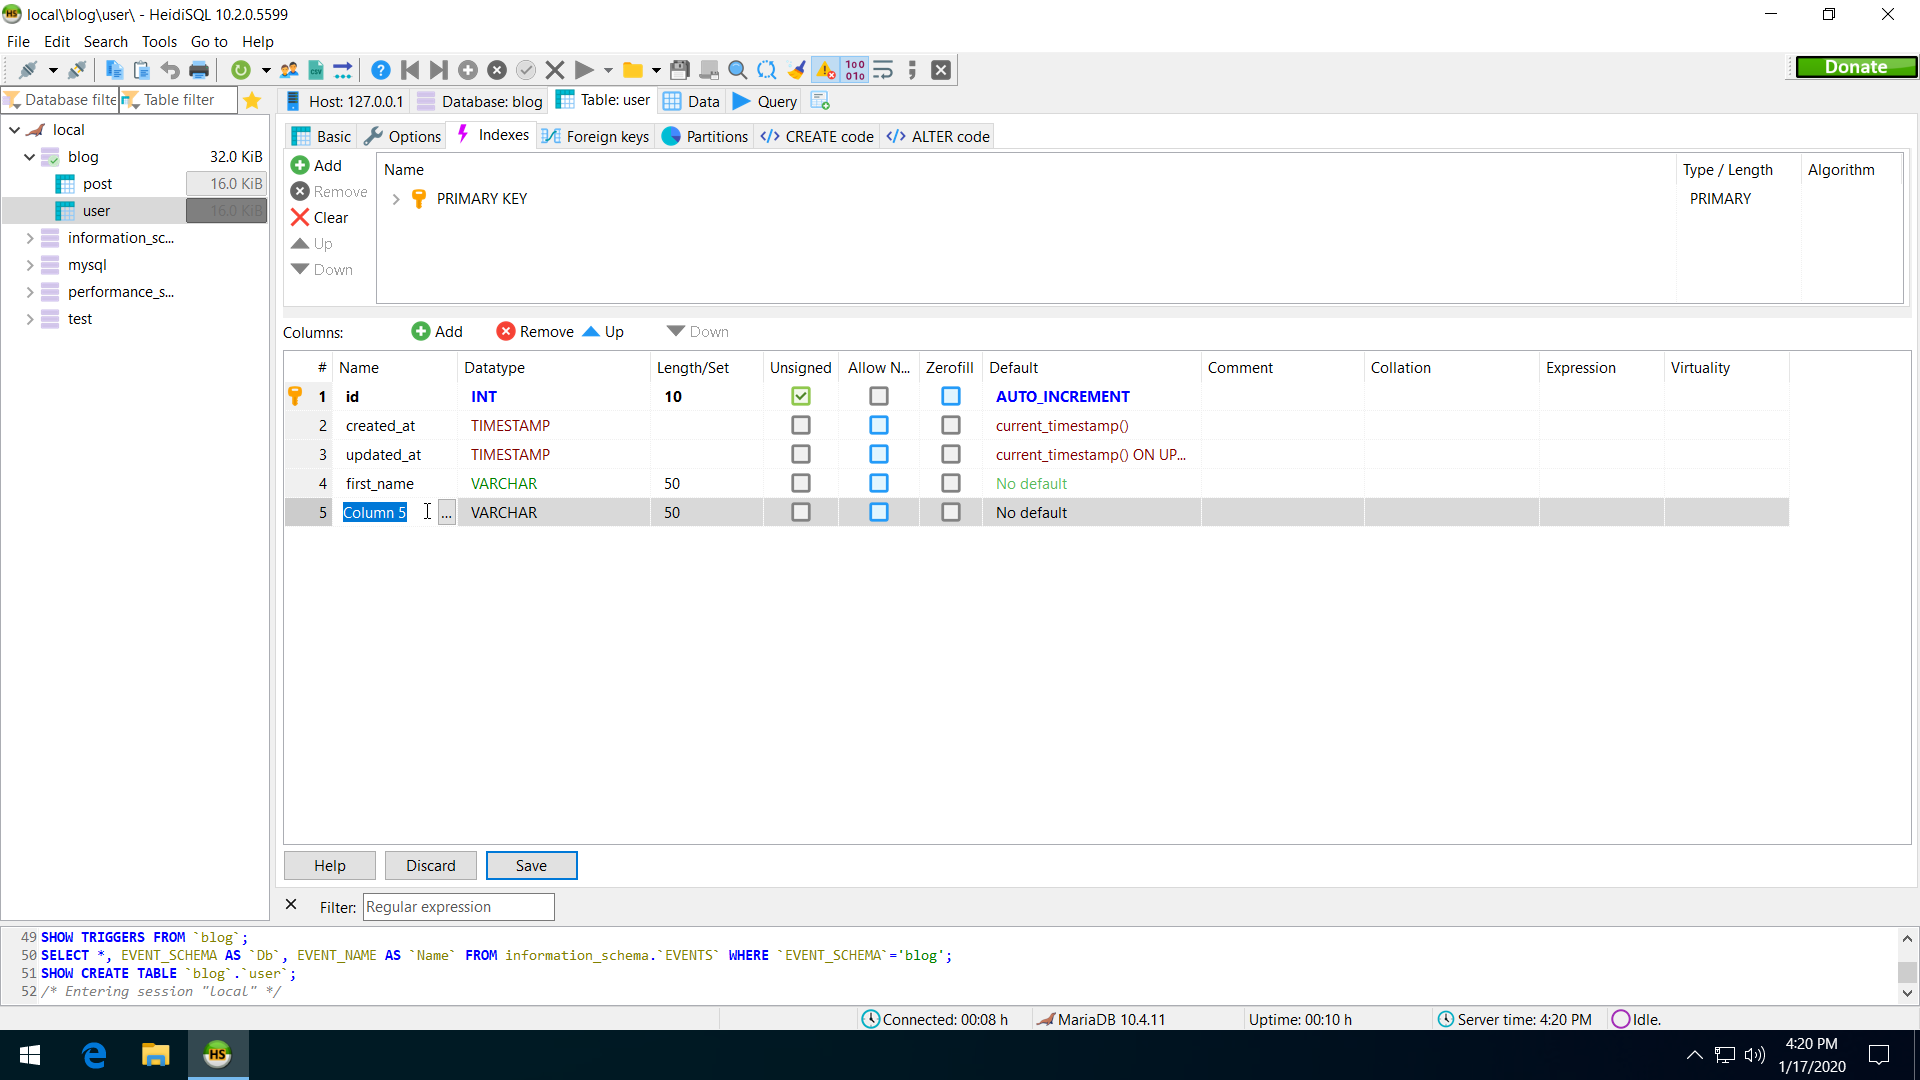 local\blog\user\ - HeidiSQL 10.2.0.5599
File Edit Search Tools Go to Help
Donate
Database filte Table filter Host: 127.0.0.1 Database: blog Table: user Data Query
local
blog 32.0 KiB
post 16.0 KiB
user 16.0 KiB
information_sc...
mysql
performance_s...
test
Basic Options Indexes Foreign keys Partitions CREATE code ALTER code
Add
Remove
Clear
Up
Down
Name Type / Length Algorithm
PRIMARY KEY PRIMARY
Columns: Add Remove Up Down
# Name Datatype Length/Set Unsigned Allow N... Zerofill Default Comment Collation Expression Virtuality
1 id INT 10 AUTO_INCREMENT
2 created_at TIMESTAMP current_timestamp()
3 updated_at TIMESTAMP current_timestamp() ON UP...
4 first_name VARCHAR 50 No default
5 Column 5 ... VARCHAR 50 No default
Help Discard Save
Filter: Regular expression
49 SHOW TRIGGERS FROM `blog`;
50 SELECT *, EVENT_SCHEMA AS `Db`, EVENT_NAME AS `Name` FROM information_schema.`EVENTS` WHERE `EVENT_SCHEMA`='blog';
51 SHOW CREATE TABLE `blog`.`user`;
52 /* Entering session "local" */
Connected: 00:08 h MariaDB 10.4.11 Uptime: 00:10 h Server time: 4:20 PM Idle.
HS
4:20 PM
1/17/2020